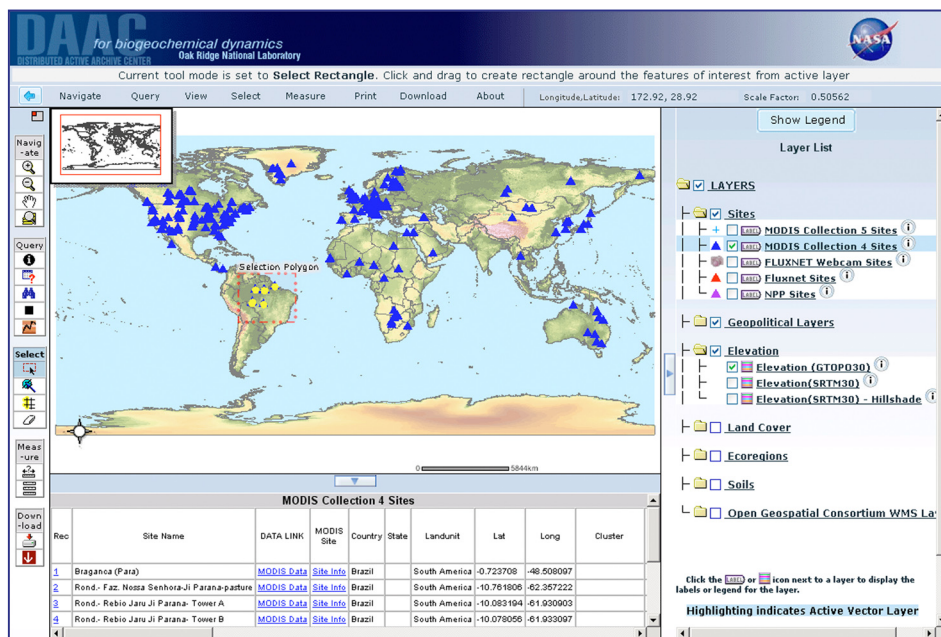 DAAC
for biogeochemical dynamics
Oak Ridge National Laboratory
DISTRIBUTED ACTIVE ARCHIVE CENTER
NASA
Current tool mode is set to Select Rectangle. Click and drag to create rectangle around the features of interest from active layer
Navigate Query View Select Measure Print Download About Longitude,Latitude: 172.92, 28.92 Scale Factor: 0.50562
Navig
-ate
Query
Select
Meas
-ure
Down
-load
Selection Polygon
0 5844km
Show Legend
Layer List
LAYERS
Sites
LABEL MODIS Collection 5 Sites i
LABEL MODIS Collection 4 Sites i
LABEL FLUXNET Webcam Sites i
LABEL Fluxnet Sites i
LABEL NPP Sites i
Geopolitical Layers
Elevation
Elevation (GTOPO30) i
Elevation(SRTM30) i
Elevation(SRTM30) - Hillshade i
Land Cover
Ecoregions
Soils
Open Geospatial Consortium WMS La
Click the LABEL or icon next to a layer to display the
labels or legend for the layer.
Highlighting indicates Active Vector Layer
MODIS Collection 4 Sites
Rec Site Name DATA LINK MODIS Site Country State Landunit Lat Long Cluster
1 Braganca (Para) MODIS Data Site Info Brazil South America -0.723708 -48.508097
2 Rond.- Faz. Nossa Senhora-Ji Parana-pasture MODIS Data Site Info Brazil South America -10.761806 -62.357222
3 Rond.- Rebio Jaru Ji Parana- Tower A MODIS Data Site Info Brazil South America -10.083194 -61.930903
4 Rond.- Rebio Jaru Ji Parana- Tower B MODIS Data Site Info Brazil South America -10.078056 -61.933097